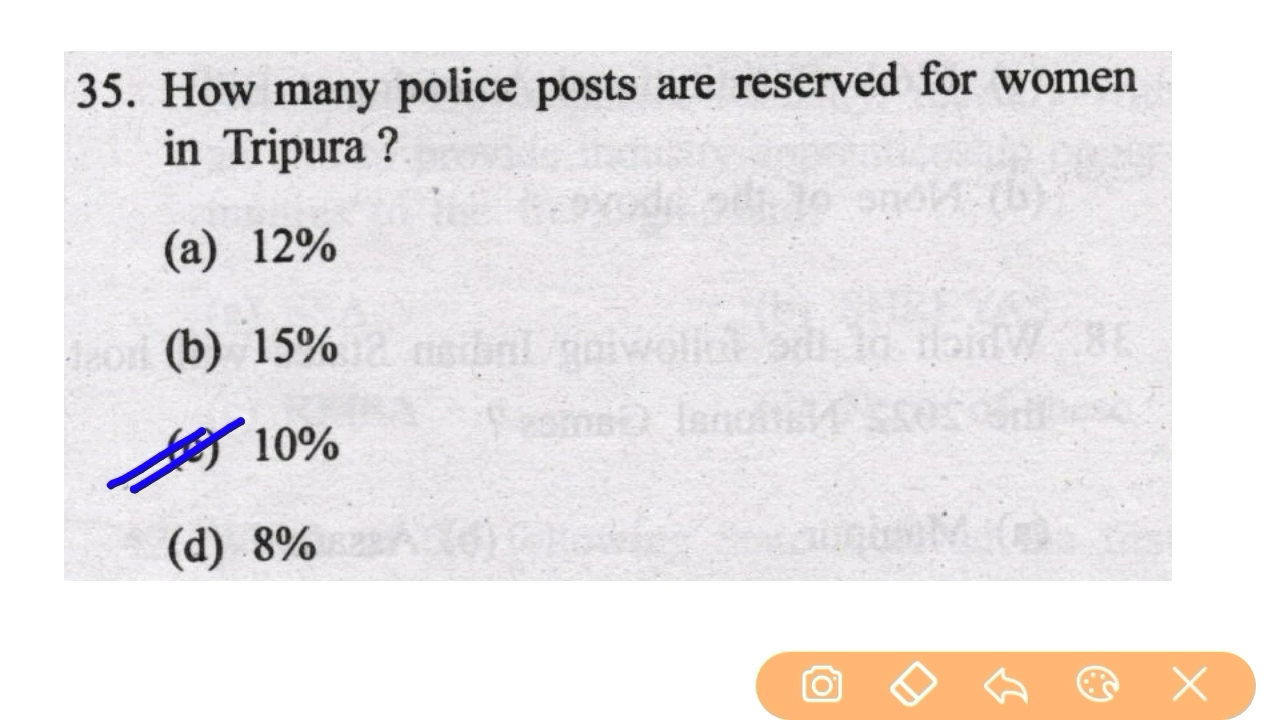 35. How many police posts are reserved for women
in Tripura ?
(a) 12%
(b) 15%
(c) 10%
(d) 8%